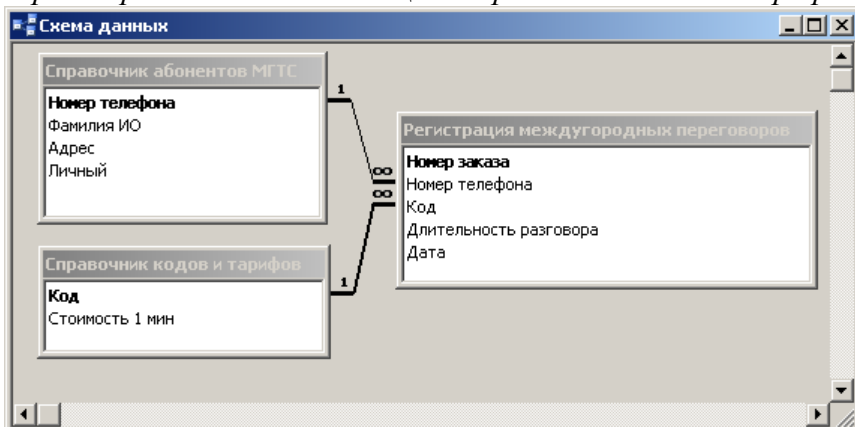 Схема данных
Справочник абонентов МГТС
Номер телефона
Фамилия ИО
Адрес
Личный
1
∞
∞
1
Регистрация междугородных переговоров
Номер заказа
Номер телефона
Код
Длительность разговора
Дата
Справочник кодов и тарифов
Код
Стоимость 1 мин